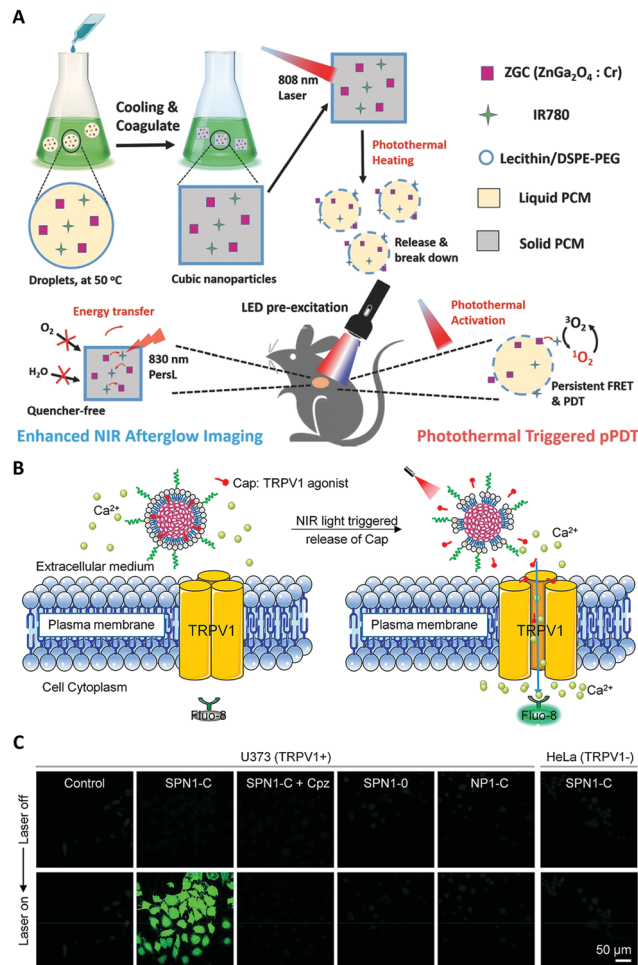 A
Cooling &
Coagulate
808 nm
Laser
Photothermal
Heating
ZGC (ZnGa₂O₄ : Cr)
IR780
Lecithin/DSPE-PEG
Liquid PCM
Solid PCM
Droplets, at 50 °C
Cubic nanoparticles
Release &
break down
LED pre-excitation
Energy transfer
O₂
H₂O
830 nm
PersL
Quencher-free
Photothermal
Activation
³O₂
¹O₂
Persistent FRET
& PDT
Enhanced NIR Afterglow Imaging
Photothermal Triggered pPDT
B
Cap: TRPV1 agonist
Ca²⁺
NIR light triggered
release of Cap
Ca²⁺
Extracellular medium
Plasma membrane
TRPV1
Plasma membrane
TRPV1
Cell Cytoplasm
Ca²⁺
Fluo-8
Fluo-8
C
U373 (TRPV1+)
HeLa (TRPV1-)
Control
SPN1-C
SPN1-C + Cpz
SPN1-0
NP1-C
SPN1-C
Laser off
Laser on
50 µm